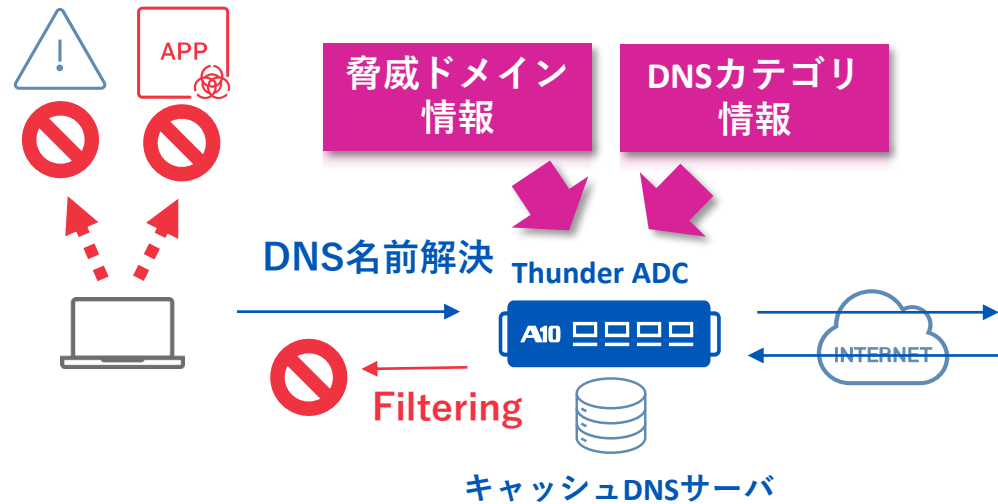 APP
脅威ドメイン
情報
DNSカテゴリ
情報
DNS名前解決
Thunder ADC
A10
INTERNET
Filtering
キャッシュDNSサーバ